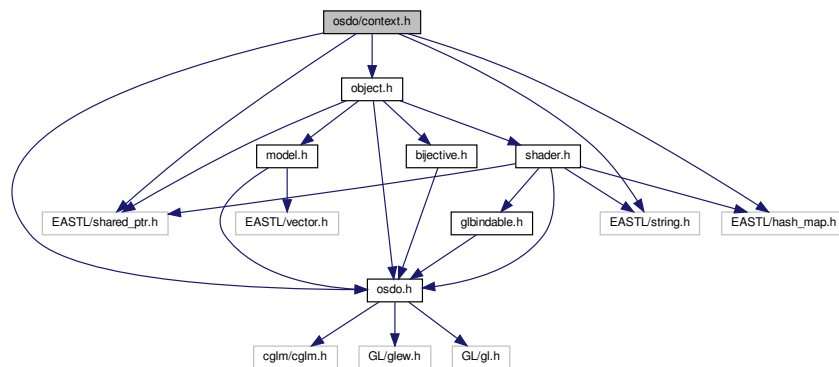 osdo/context.h
object.h
model.h
bijective.h
shader.h
EASTL/shared_ptr.h
EASTL/vector.h
glbindable.h
EASTL/string.h
EASTL/hash_map.h
osdo.h
cglm/cglm.h
GL/glew.h
GL/gl.h